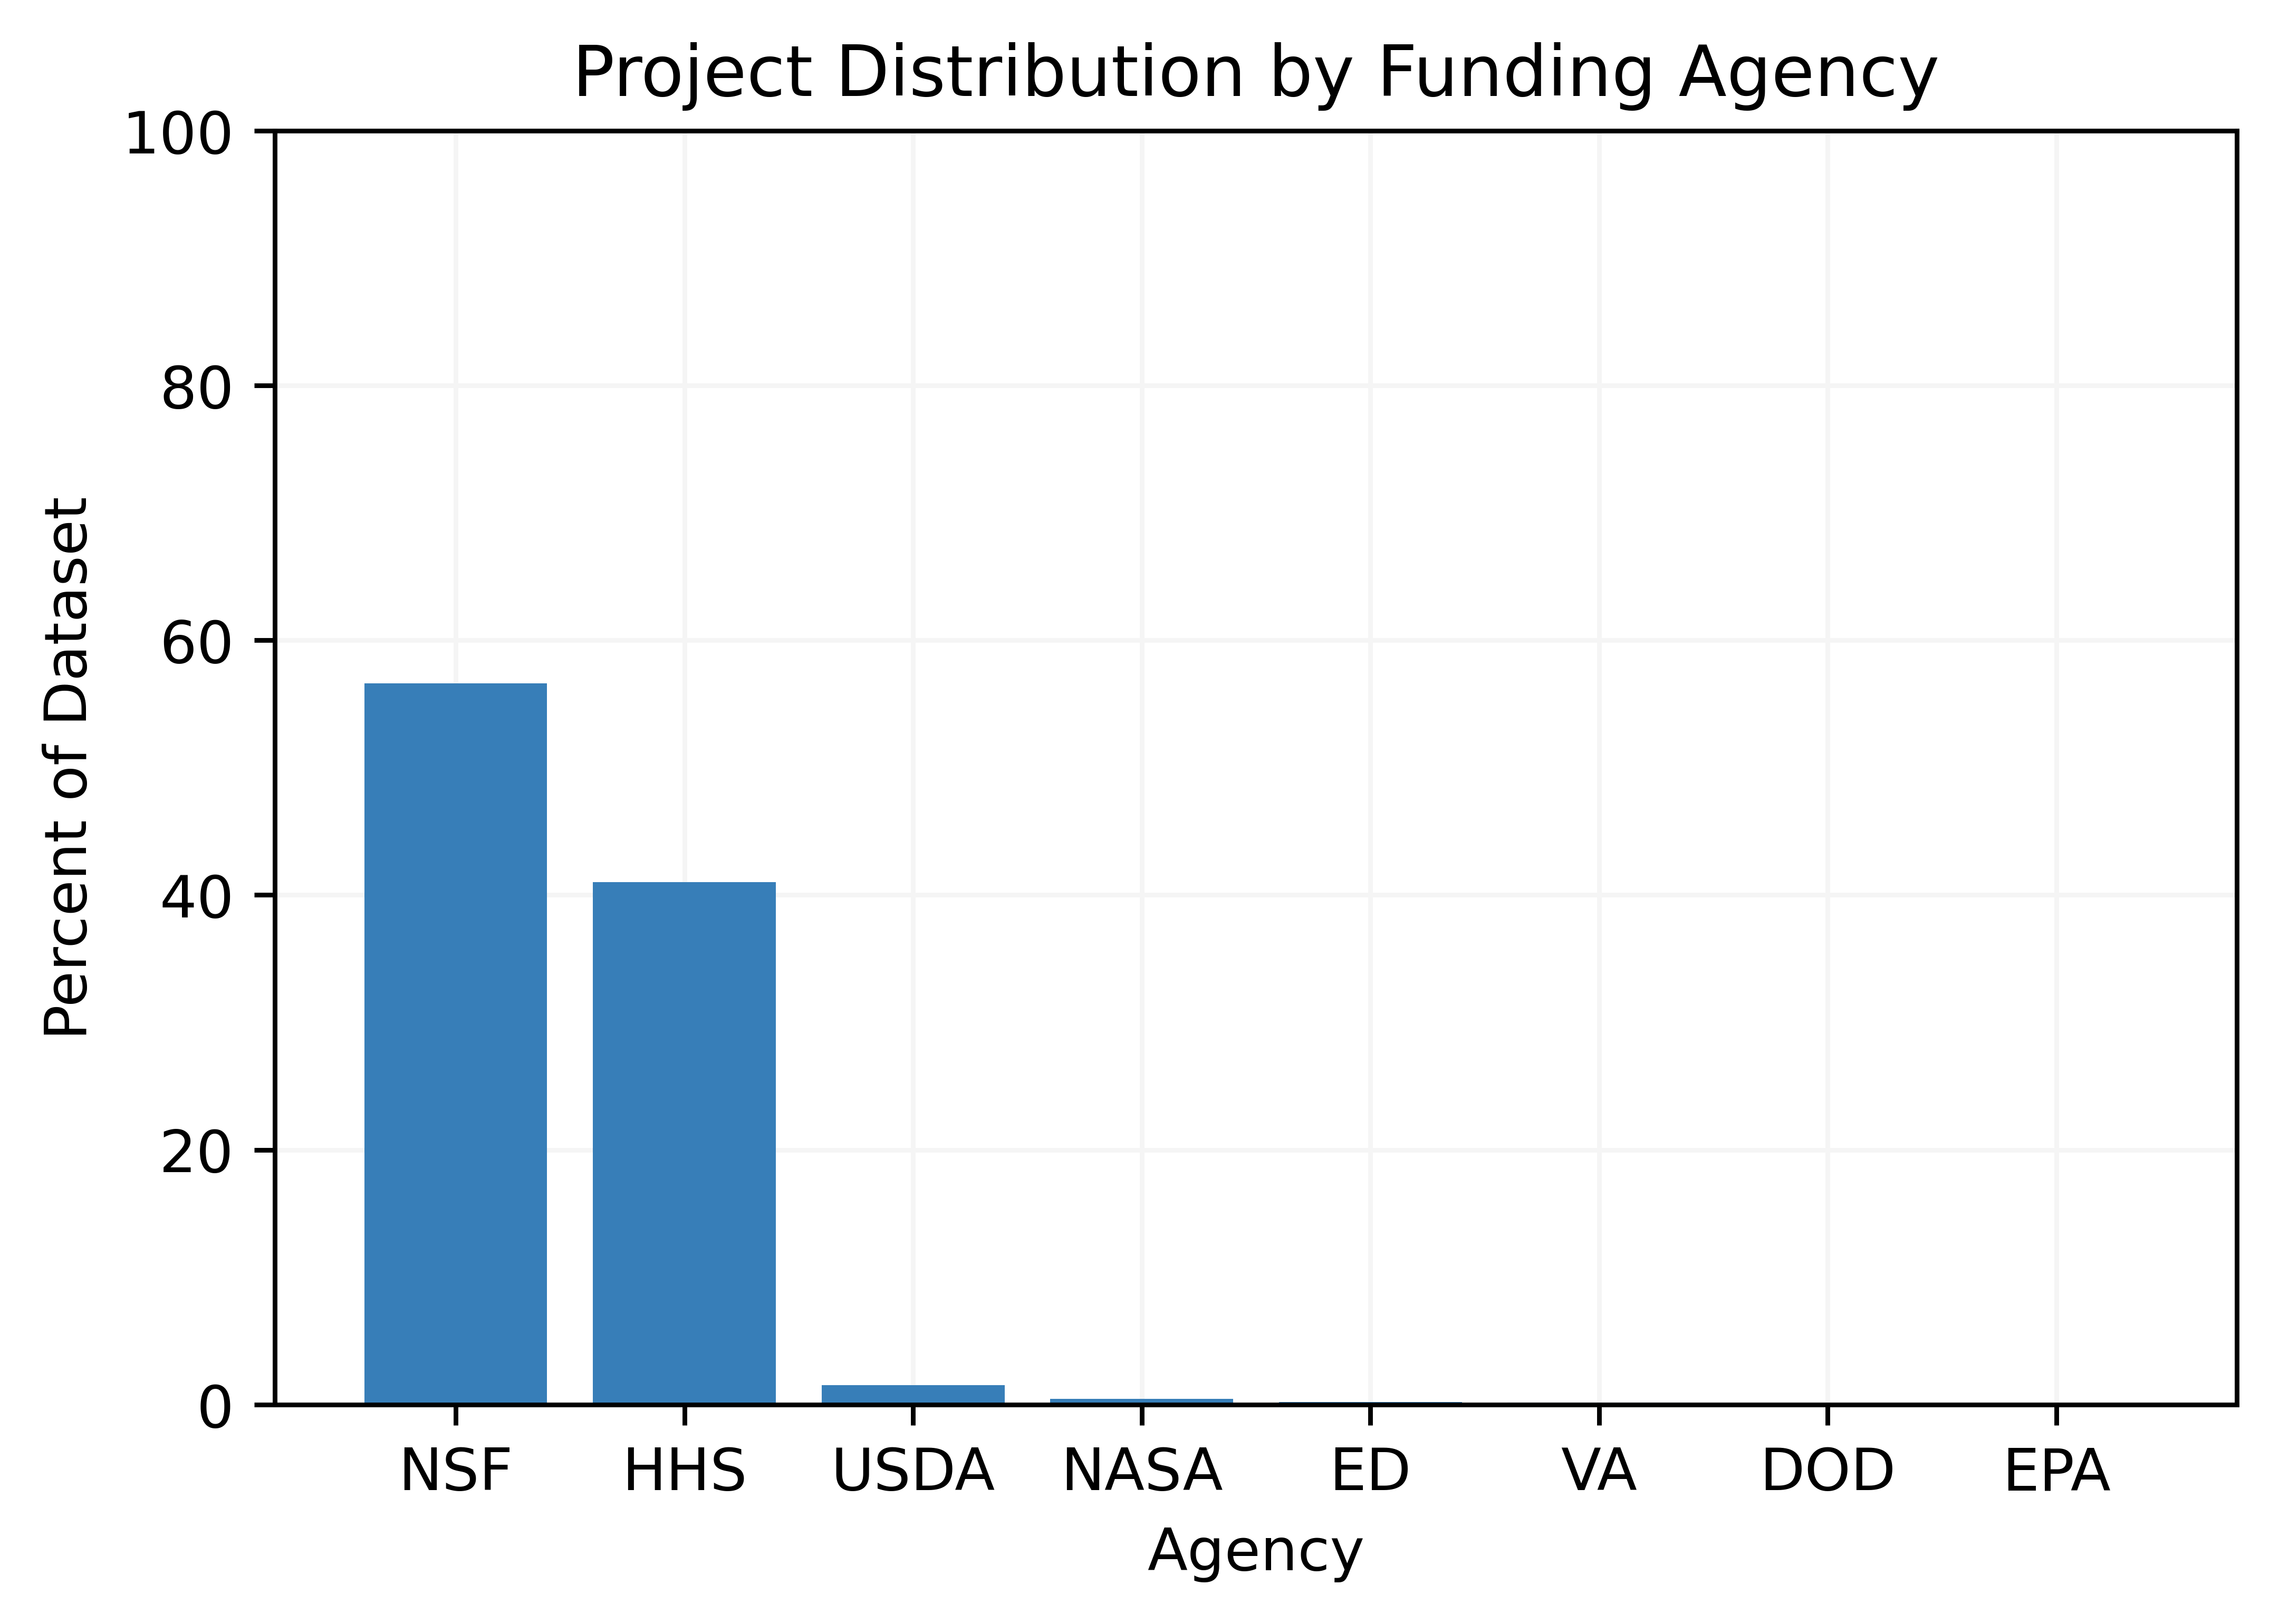 Project Distribution by Funding Agency
100
80
60
40
20
0
Percent of Dataset
NSF HHS USDA NASA ED VA DOD EPA
Agency